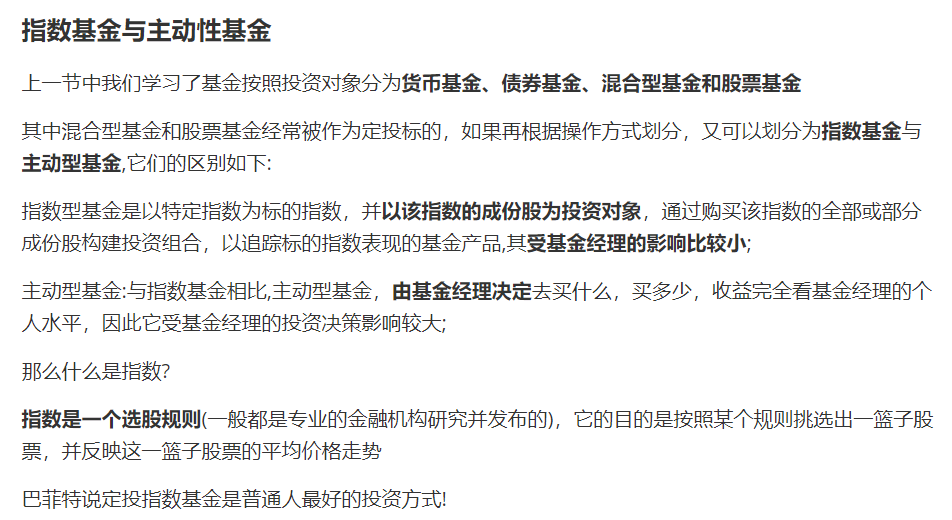 指数基金与主动性基金
上一节中我们学习了基金按照投资对象分为货币基金、债券基金、混合型基金和股票基金
其中混合型基金和股票基金经常被作为定投标的，如果再根据操作方式划分，又可以划分为指数基金与
主动型基金,它们的区别如下:
指数型基金是以特定指数为标的指数，并以该指数的成份股为投资对象，通过购买该指数的全部或部分
成份股构建投资组合，以追踪标的指数表现的基金产品,其受基金经理的影响比较小;
主动型基金:与指数基金相比,主动型基金，由基金经理决定去买什么，买多少，收益完全看基金经理的个
人水平，因此它受基金经理的投资决策影响较大;
那么什么是指数?
指数是一个选股规则(一般都是专业的金融机构研究并发布的)，它的目的是按照某个规则挑选出一篮子股
票，并反映这一篮子股票的平均价格走势
巴菲特说定投指数基金是普通人最好的投资方式!